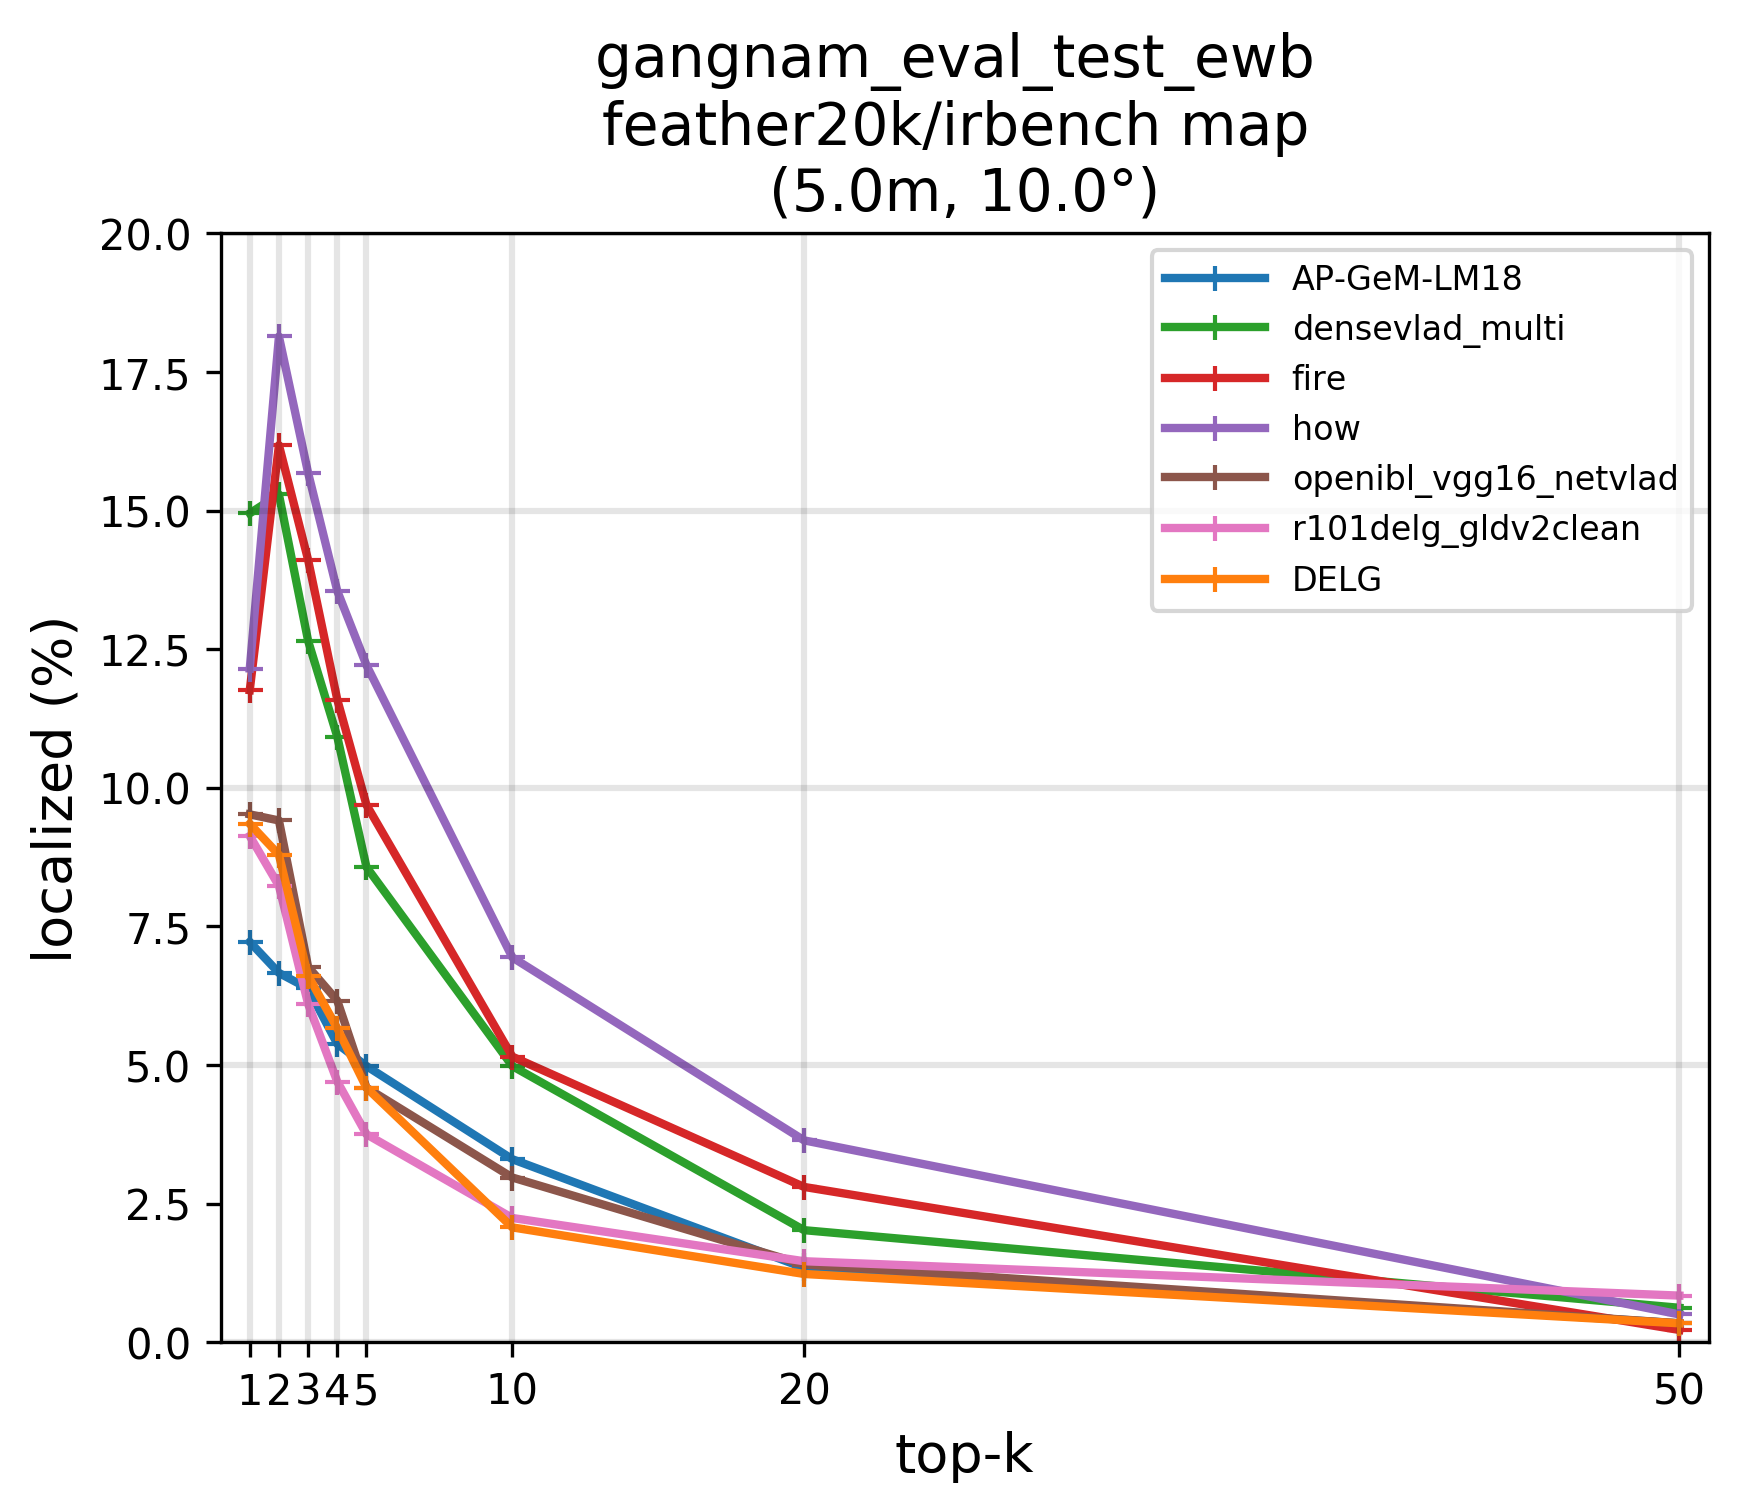 gangnam_eval_test_ewb
feather20k/irbench map
(5.0m, 10.0°)
localized (%)
20.0
17.5
15.0
12.5
10.0
7.5
5.0
2.5
0.0
AP-GeM-LM18
densevlad_multi
fire
how
openibl_vgg16_netvlad
r101delg_gldv2clean
DELG
1 2 3 4 5 10 20 50
top-k